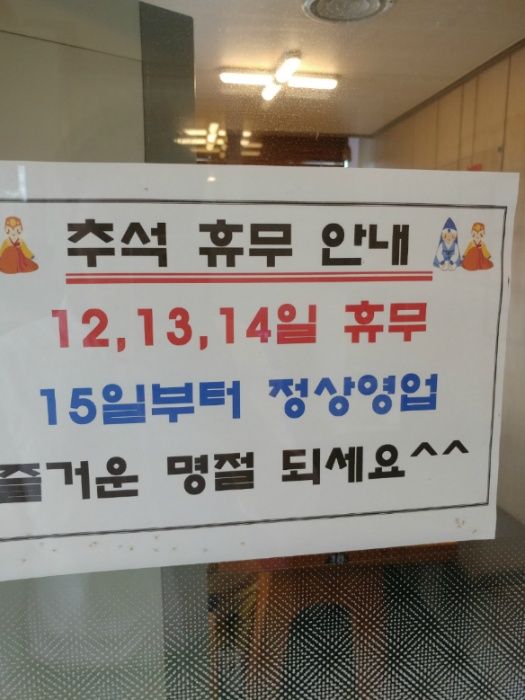 추석 휴무 안내
12,13,14일 휴무
15일부터 정상영업
즐거운 명절 되세요^^